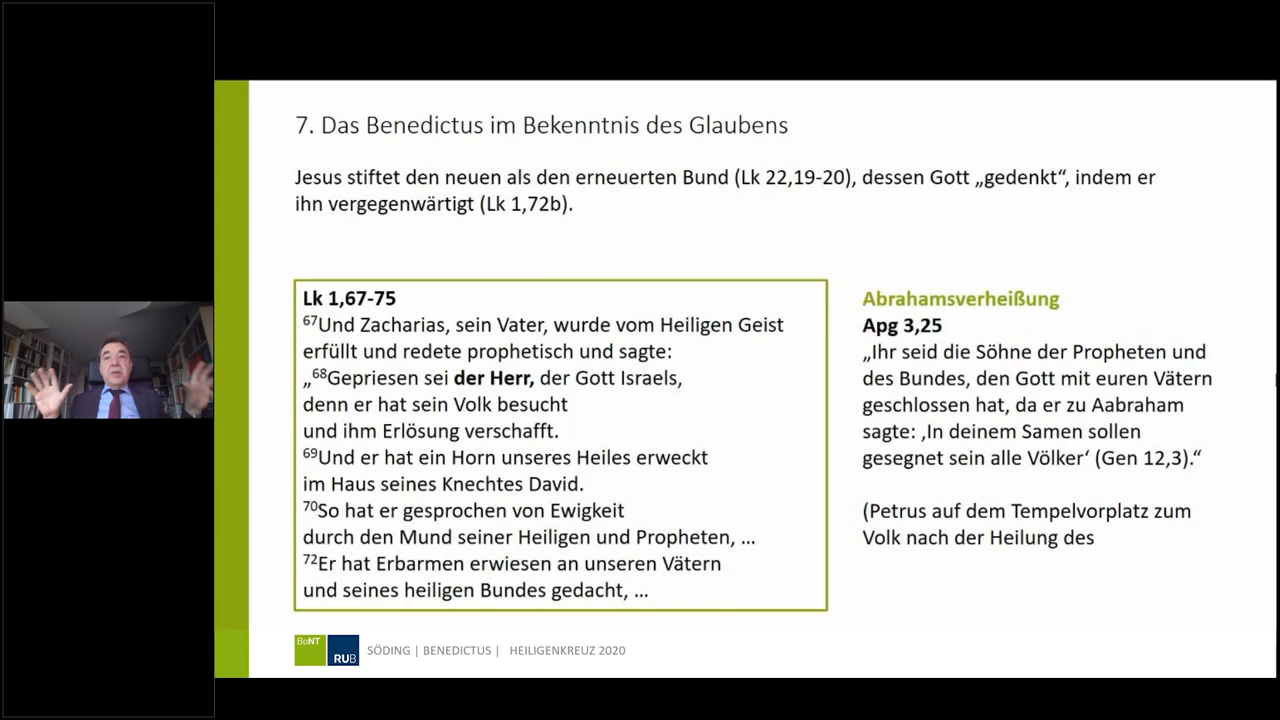 7. Das Benedictus im Bekenntnis des Glaubens
Jesus stiftet den neuen als den erneuerten Bund (Lk 22,19-20), dessen Gott „gedenkt“, indem er
ihn vergegenwärtigt (Lk 1,72b).
Lk 1,67-75
⁶⁷Und Zacharias, sein Vater, wurde vom Heiligen Geist
erfüllt und redete prophetisch und sagte:
„⁶⁸Gepriesen sei der Herr, der Gott Israels,
denn er hat sein Volk besucht
und ihm Erlösung verschafft.
⁶⁹Und er hat ein Horn unseres Heiles erweckt
im Haus seines Knechtes David.
⁷⁰So hat er gesprochen von Ewigkeit
durch den Mund seiner Heiligen und Propheten, …
⁷²Er hat Erbarmen erwiesen an unseren Vätern
und seines heiligen Bundes gedacht, …
Abrahamsverheißung
Apg 3,25
„Ihr seid die Söhne der Propheten und
des Bundes, den Gott mit euren Vätern
geschlossen hat, da er zu Aabraham
sagte: ‚In deinem Samen sollen
gesegnet sein alle Völker‘ (Gen 12,3).“
(Petrus auf dem Tempelvorplatz zum
Volk nach der Heilung des
BoNT
RUB
SÖDING | BENEDICTUS | HEILIGENKREUZ 2020